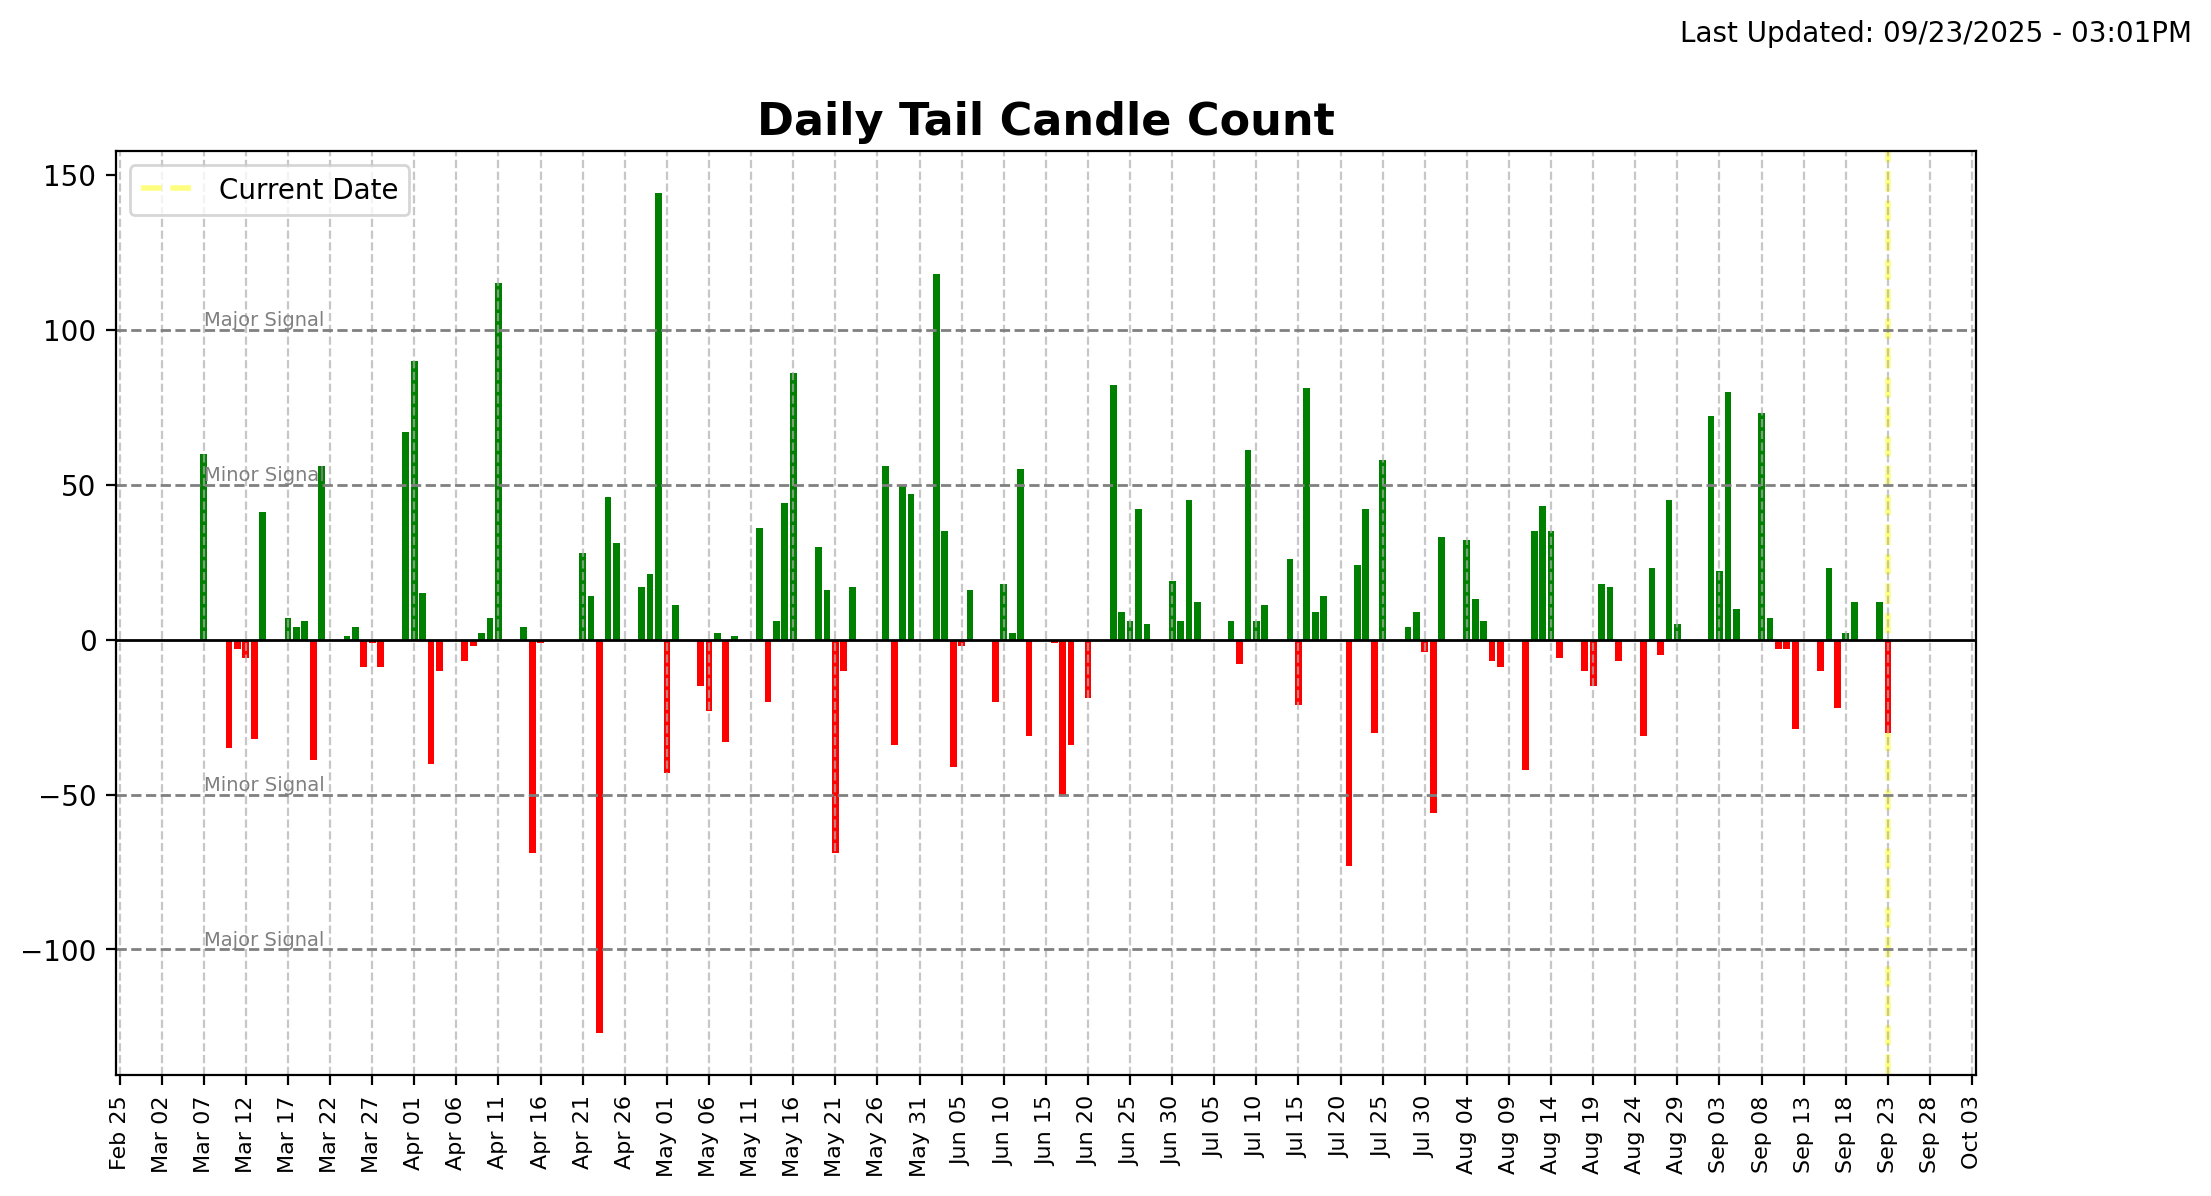 Last Updated: 09/23/2025 - 03:01PM
Daily Tail Candle Count
Current Date
150
100
50
0
−50
−100
Major Signal
Minor Signal
Minor Signal
Major Signal
Feb 25
Mar 02
Mar 07
Mar 12
Mar 17
Mar 22
Mar 27
Apr 01
Apr 06
Apr 11
Apr 16
Apr 21
Apr 26
May 01
May 06
May 11
May 16
May 21
May 26
May 31
Jun 05
Jun 10
Jun 15
Jun 20
Jun 25
Jun 30
Jul 05
Jul 10
Jul 15
Jul 20
Jul 25
Jul 30
Aug 04
Aug 09
Aug 14
Aug 19
Aug 24
Aug 29
Sep 03
Sep 08
Sep 13
Sep 18
Sep 23
Sep 28
Oct 03